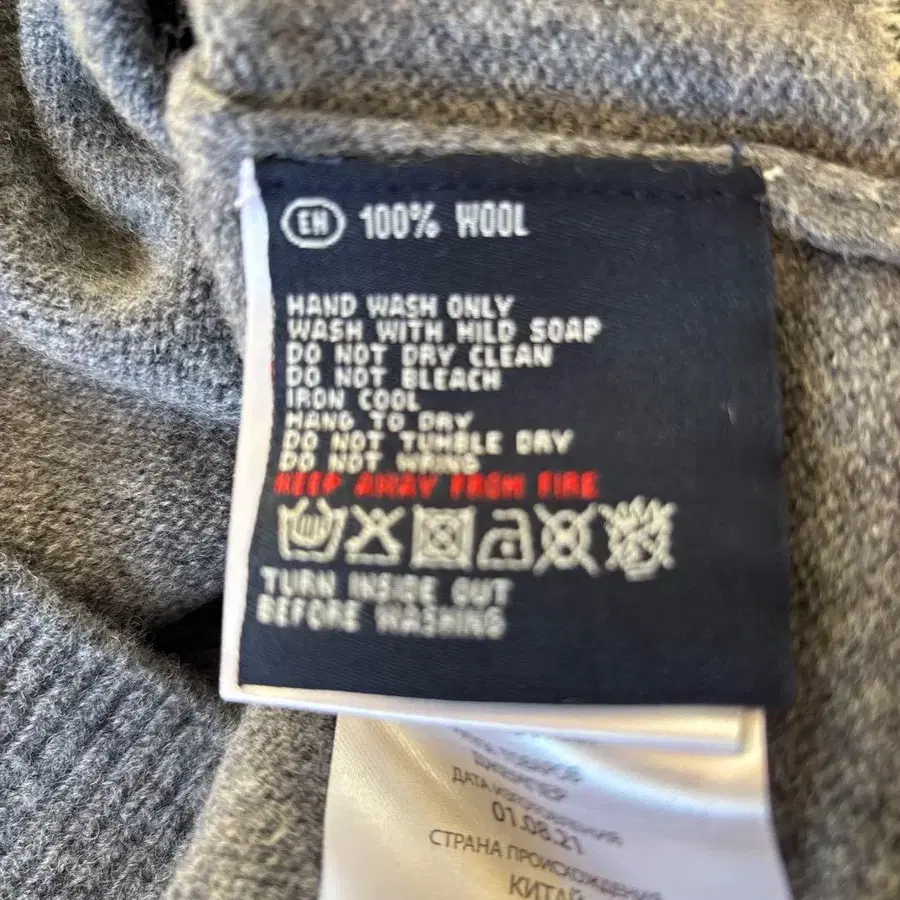 EN 100% WOOL
HAND WASH ONLY
WASH WITH MILD SOAP
DO NOT DRY CLEAN
DO NOT BLEACH
IRON COOL
HANG TO DRY
DO NOT TUMBLE DRY
DO NOT WRING
KEEP AWAY FROM FIRE
TURN INSIDE OUT
BEFORE WASHING
ДАТА ИЗГОТОВЛЕНИЯ
01.08.21
СТРАНА ПРОИСХОЖДЕНИЯ
КИТАЙ